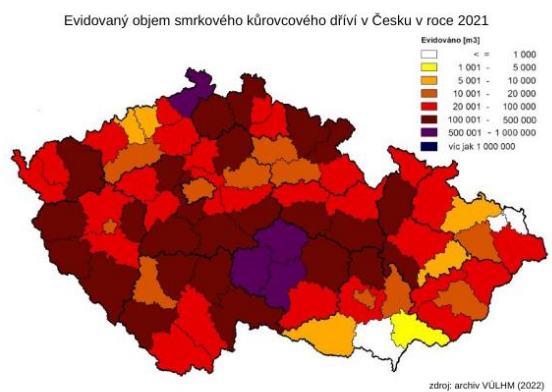 Evidovaný objem smrkového kůrovcového dříví v Česku v roce 2021
Evidováno [m3]
< = 1 000
1 001 - 5 000
5 001 - 10 000
10 001 - 20 000
20 001 - 100 000
100 001 - 500 000
500 001 - 1 000 000
víc jak 1 000 000
zdroj: archiv VÚLHM (2022)